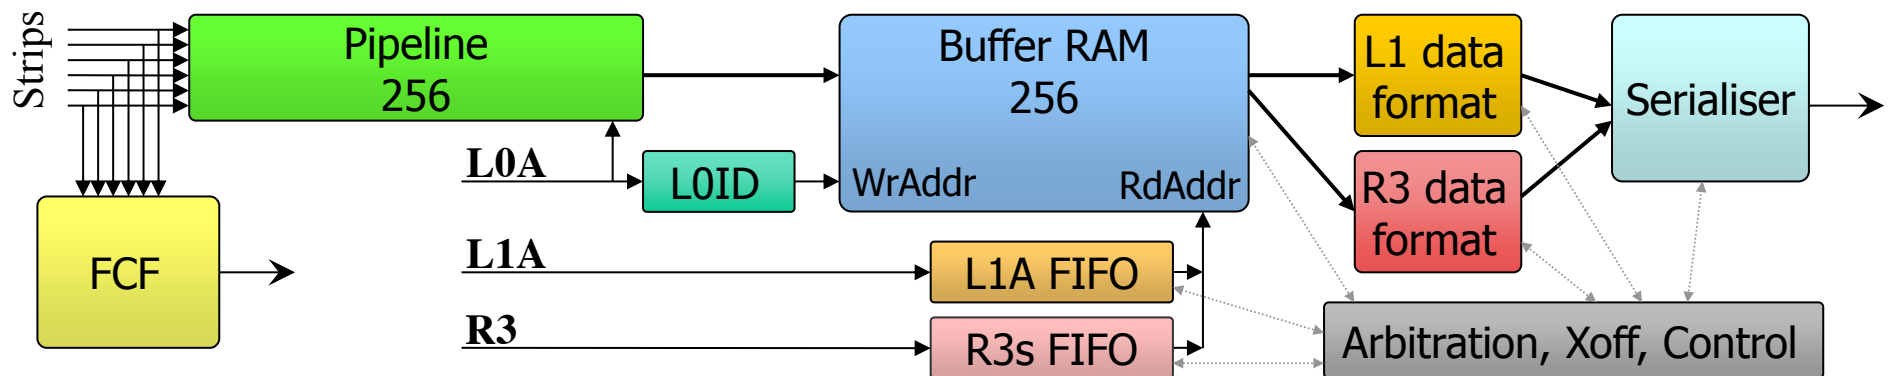 Strips
Pipeline
256
Buffer RAM
256
L1 data
format
Serialiser
L0A
L0ID
WrAddr
RdAddr
R3 data
format
FCF
L1A
L1A FIFO
R3
R3s FIFO
Arbitration, Xoff, Control